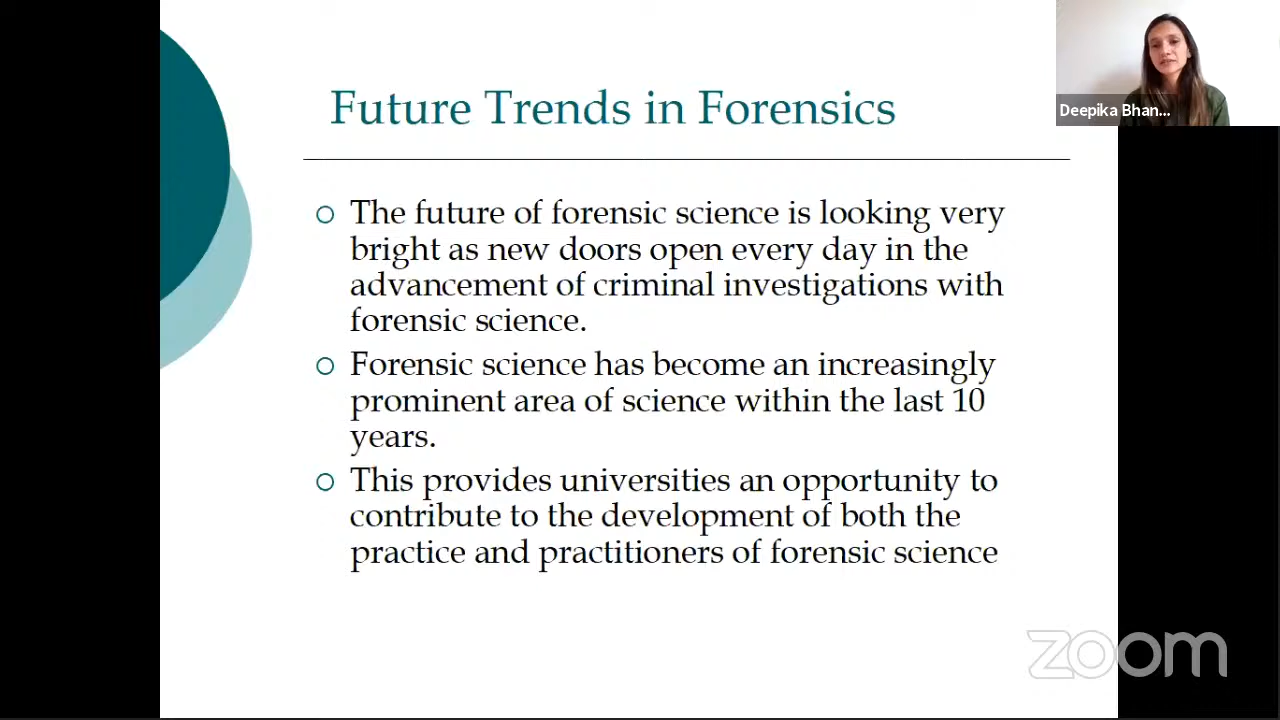 Future Trends in Forensics
Deepika Bhan...
The future of forensic science is looking very
bright as new doors open every day in the
advancement of criminal investigations with
forensic science.
Forensic science has become an increasingly
prominent area of science within the last 10
years.
This provides universities an opportunity to
contribute to the development of both the
practice and practitioners of forensic science
zoom